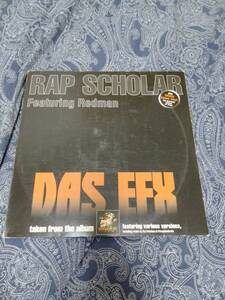 RAP SCHOLAR
Featuring Redman
DAS EFX
taken from the album
featuring various versions,